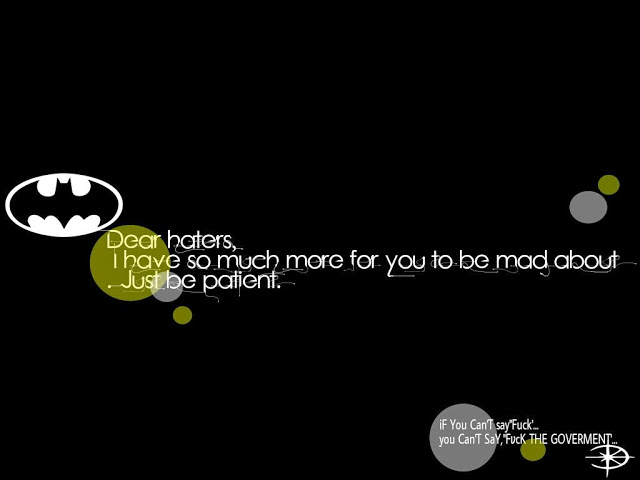 Dear haters,
I have so much more for you to be mad about
. Just be patient.
iF You Can'T say"Fuck'...
you Can'T SaY,"FucK THE GOVERMENT'...